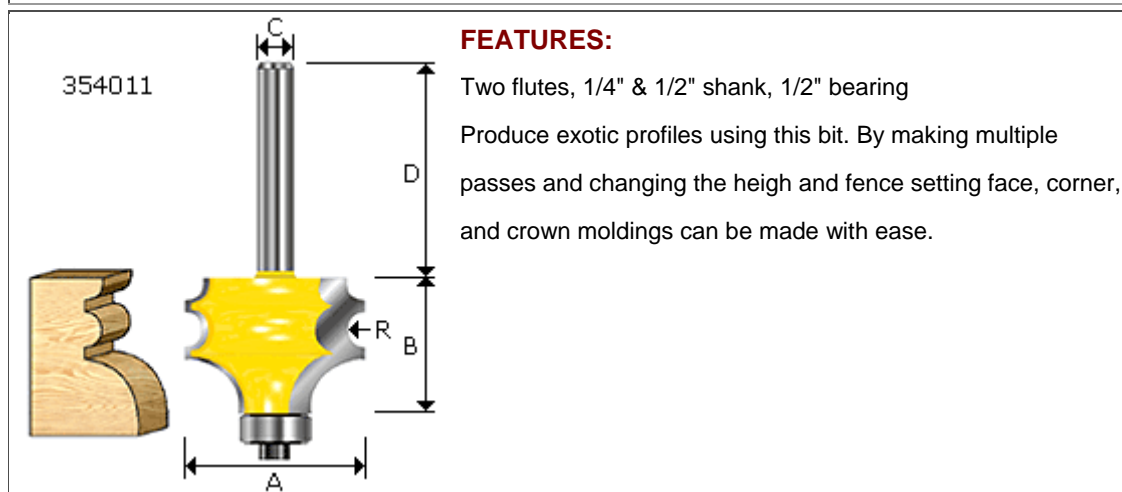 C
354011
D
R
B
A
FEATURES:
Two flutes, 1/4" & 1/2" shank, 1/2" bearing
Produce exotic profiles using this bit. By making multiple
passes and changing the heigh and fence setting face, corner,
and crown moldings can be made with ease.